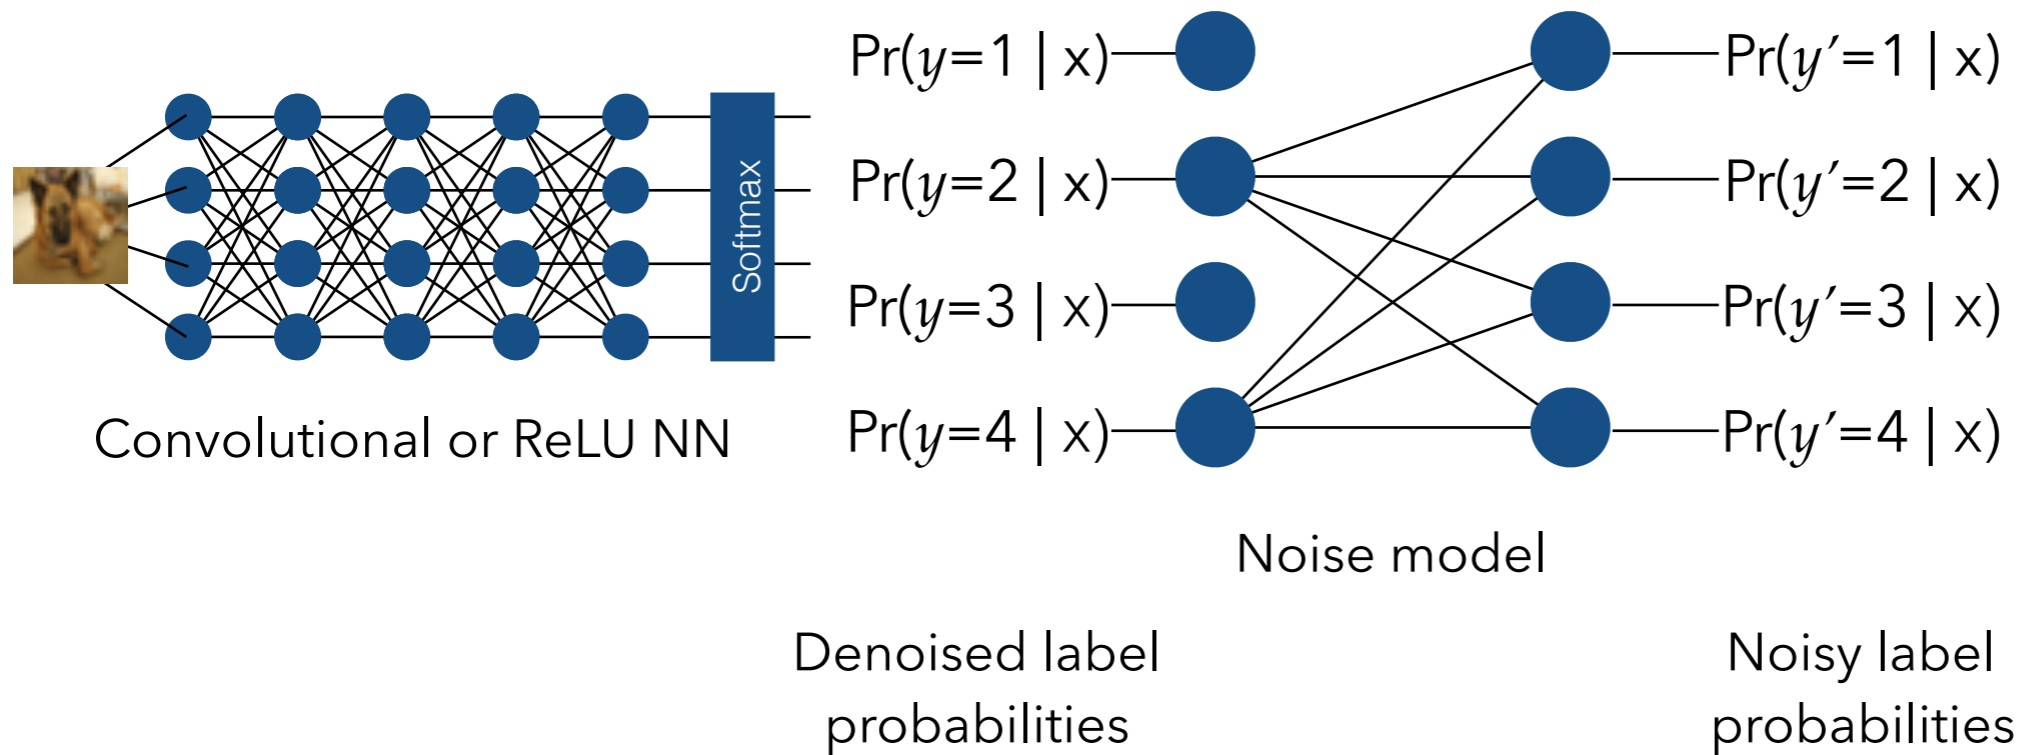 Pr(y=1 | x)
Pr(y′=1 | x)
Pr(y=2 | x)
Pr(y′=2 | x)
Softmax
Pr(y=3 | x)
Pr(y′=3 | x)
Pr(y=4 | x)
Pr(y′=4 | x)
Convolutional or ReLU NN
Noise model
Denoised label
probabilities
Noisy label
probabilities